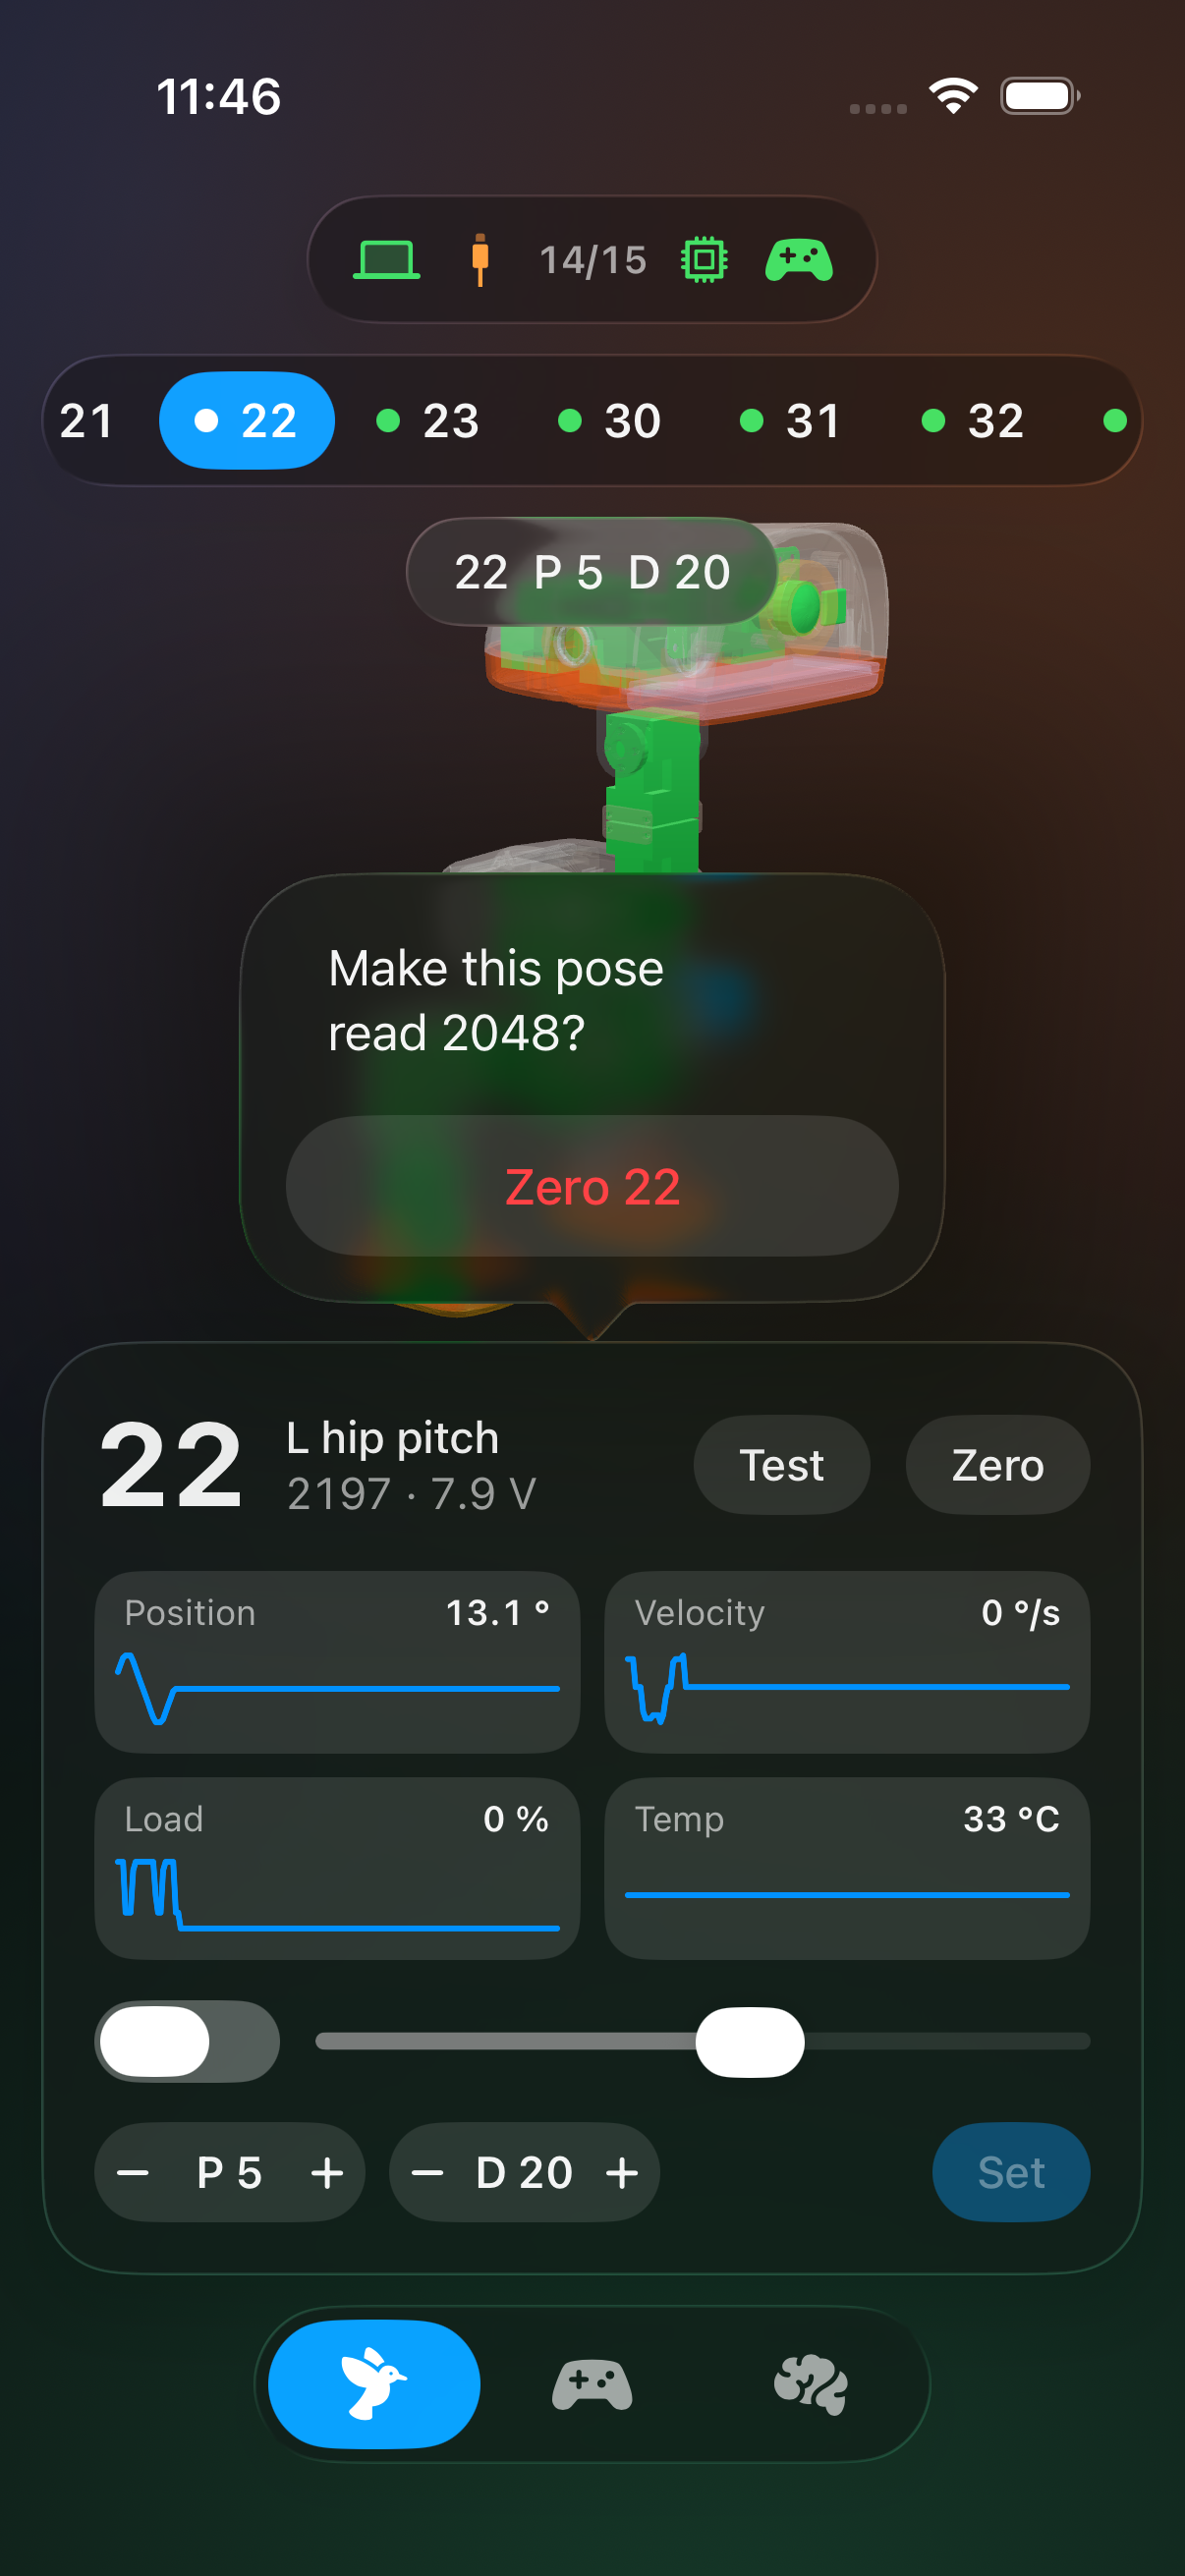 11:46
14/15
21 22 23 30 31 32
22 P 5 D 20
Make this pose
read 2048?
Zero 22
22
L hip pitch
2197 · 7.9 V
Test
Zero
Position 13.1 °
Velocity 0 °/s
Load 0 %
Temp 33 °C
− P 5 + − D 20 + Set